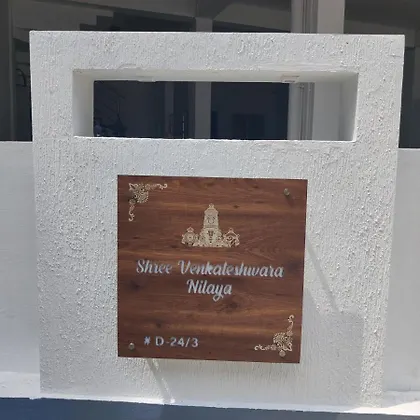 Shree Venkateshwara
Nilaya
# D-24/3